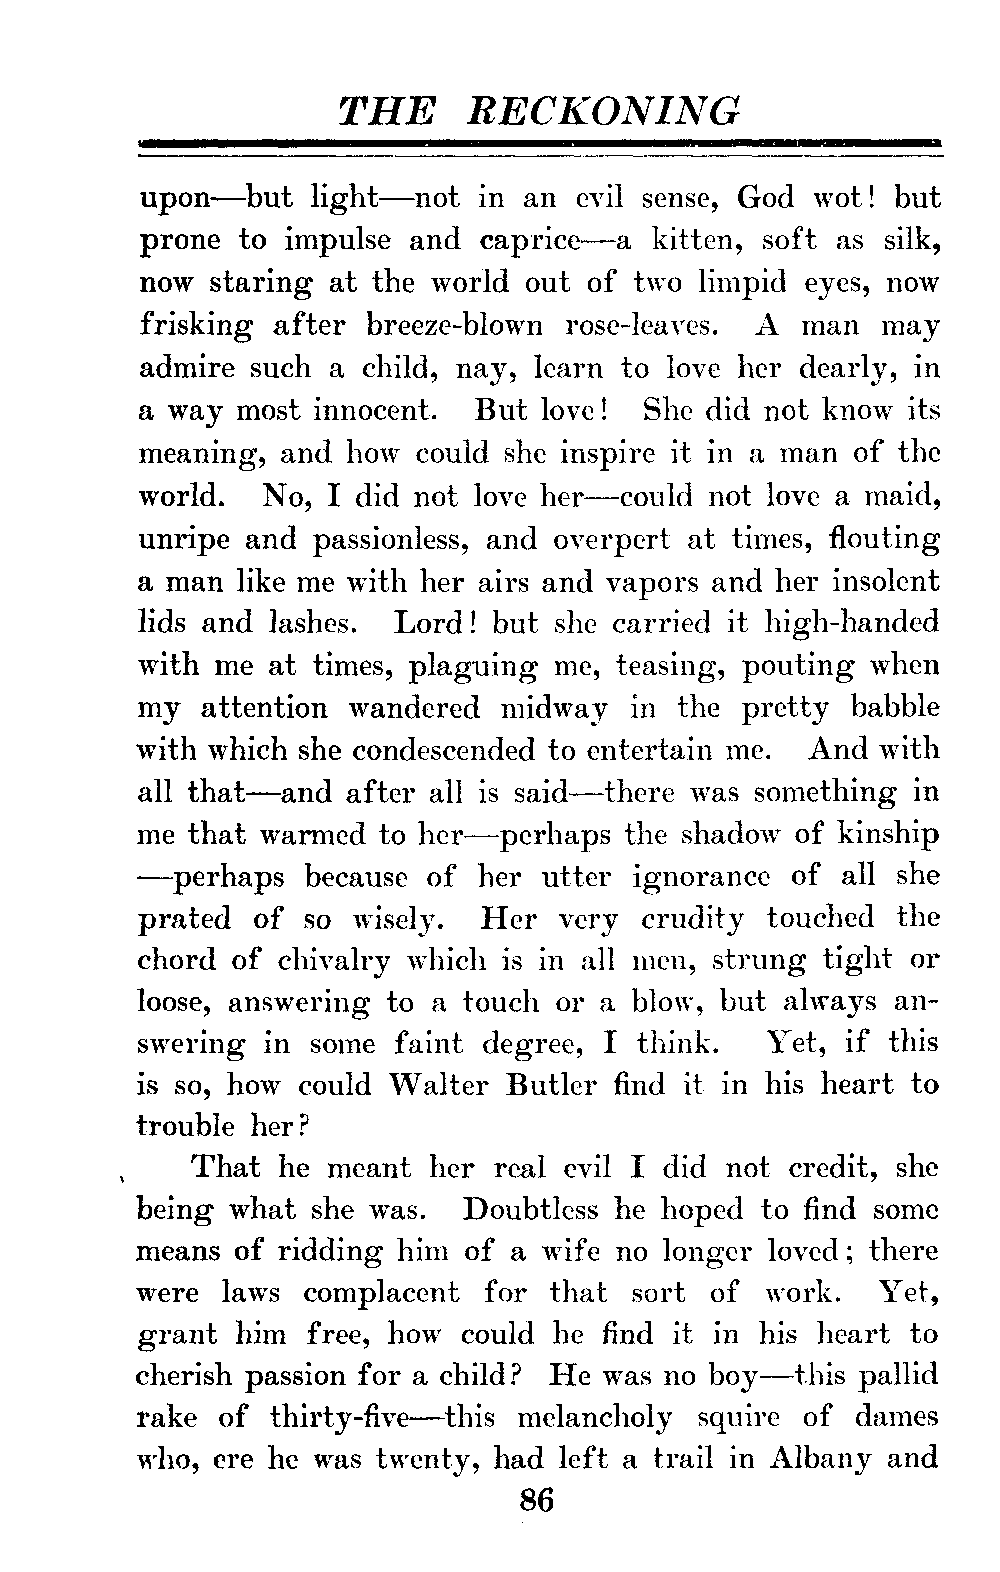 THE RECKONING
upon—but light—not in an evil sense, God wot! but
prone to impulse and caprice—a kitten, soft as silk,
now staring at the world out of two limpid eyes, now
frisking after breeze-blown rose-leaves. A man may
admire such a child, nay, learn to love her dearly, in
a way most innocent. But love! She did not know its
meaning, and how could she inspire it in a man of the
world. No, I did not love her—could not love a maid,
unripe and passionless, and overpert at times, flouting
a man like me with her airs and vapors and her insolent
lids and lashes. Lord! but she carried it high-handed
with me at times, plaguing me, teasing, pouting when
my attention wandered midway in the pretty babble
with which she condescended to entertain me. And with
all that—and after all is said—there was something in
me that warmed to her—perhaps the shadow of kinship
—perhaps because of her utter ignorance of all she
prated of so wisely. Her very crudity touched the
chord of chivalry which is in all men, strung tight or
loose, answering to a touch or a blow, but always an-
swering in some faint degree, I think. Yet, if this
is so, how could Walter Butler find it in his heart to
trouble her?
That he meant her real evil I did not credit, she
being what she was. Doubtless he hoped to find some
means of ridding him of a wife no longer loved; there
were laws complacent for that sort of work. Yet,
grant him free, how could he find it in his heart to
cherish passion for a child? He was no boy—this pallid
rake of thirty-five—this melancholy squire of dames
who, ere he was twenty, had left a trail in Albany and
86